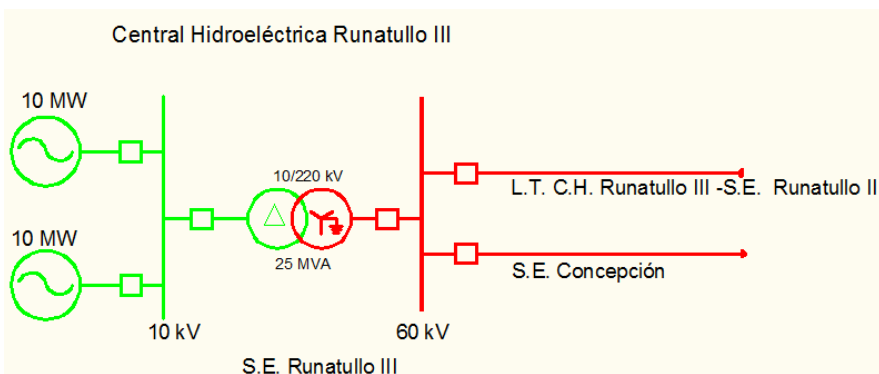 Central Hidroeléctrica Runatullo III
10 MW
10/220 kV
L.T. C.H. Runatullo III -S.E. Runatullo II
10 MW
25 MVA
S.E. Concepción
10 kV
60 kV
S.E. Runatullo III